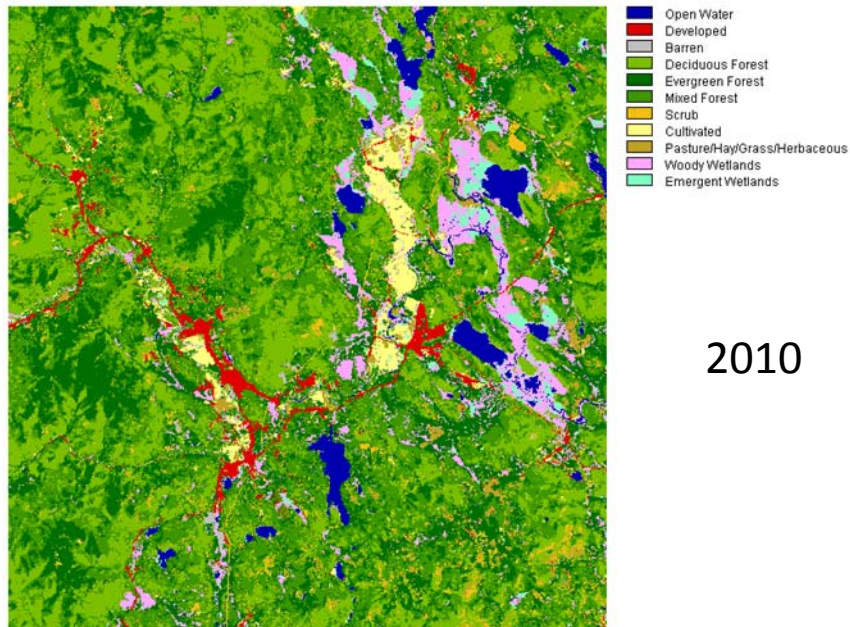 Open Water
Developed
Barren
Deciduous Forest
Evergreen Forest
Mixed Forest
Scrub
Cultivated
Pasture/Hay/Grass/Herbaceous
Woody Wetlands
Emergent Wetlands
2010